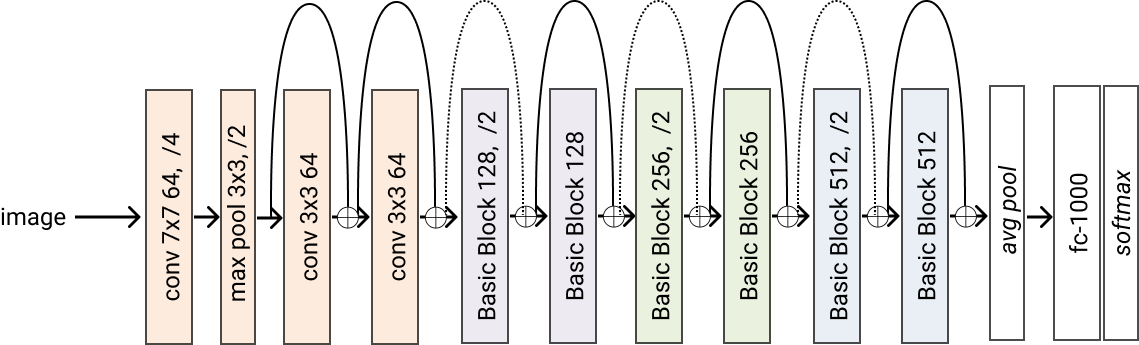 image
conv 7x7 64, /4
max pool 3x3, /2
conv 3x3 64
conv 3x3 64
Basic Block 128, /2
Basic Block 128
Basic Block 256, /2
Basic Block 256
Basic Block 512, /2
Basic Block 512
avg pool
fc-1000
softmax